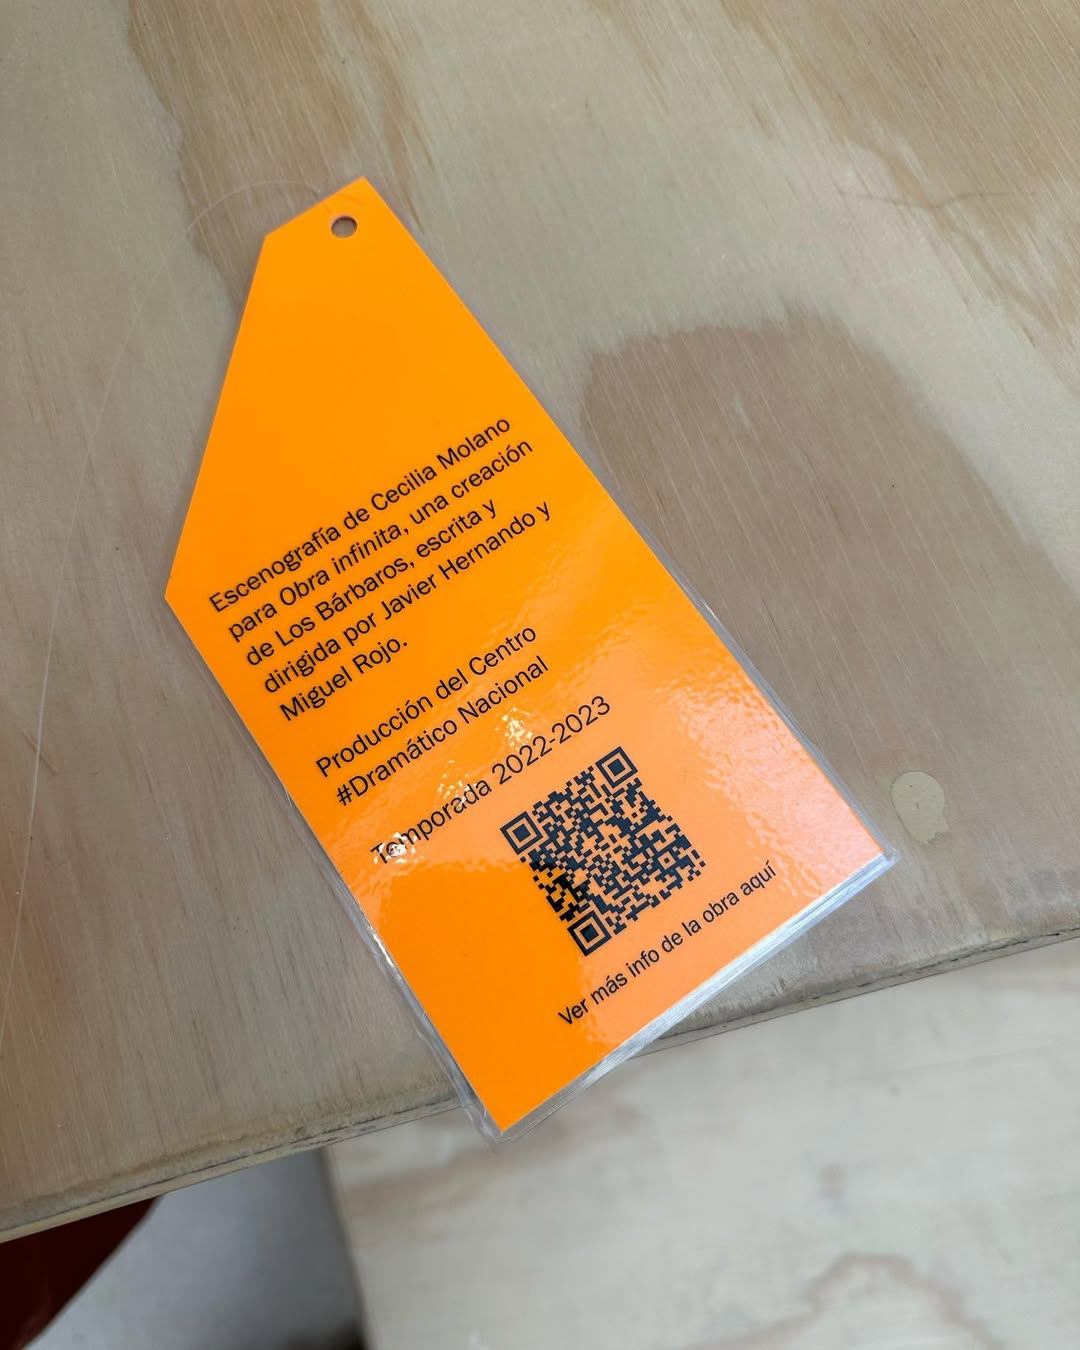 Escenografía de Cecilia Molano
para Obra infinita, una creación
de Los Bárbaros, escrita y
dirigida por Javier Hernando y
Miguel Rojo.
Producción del Centro
#Dramático Nacional
Temporada 2022-2023
Ver más info de la obra aquí